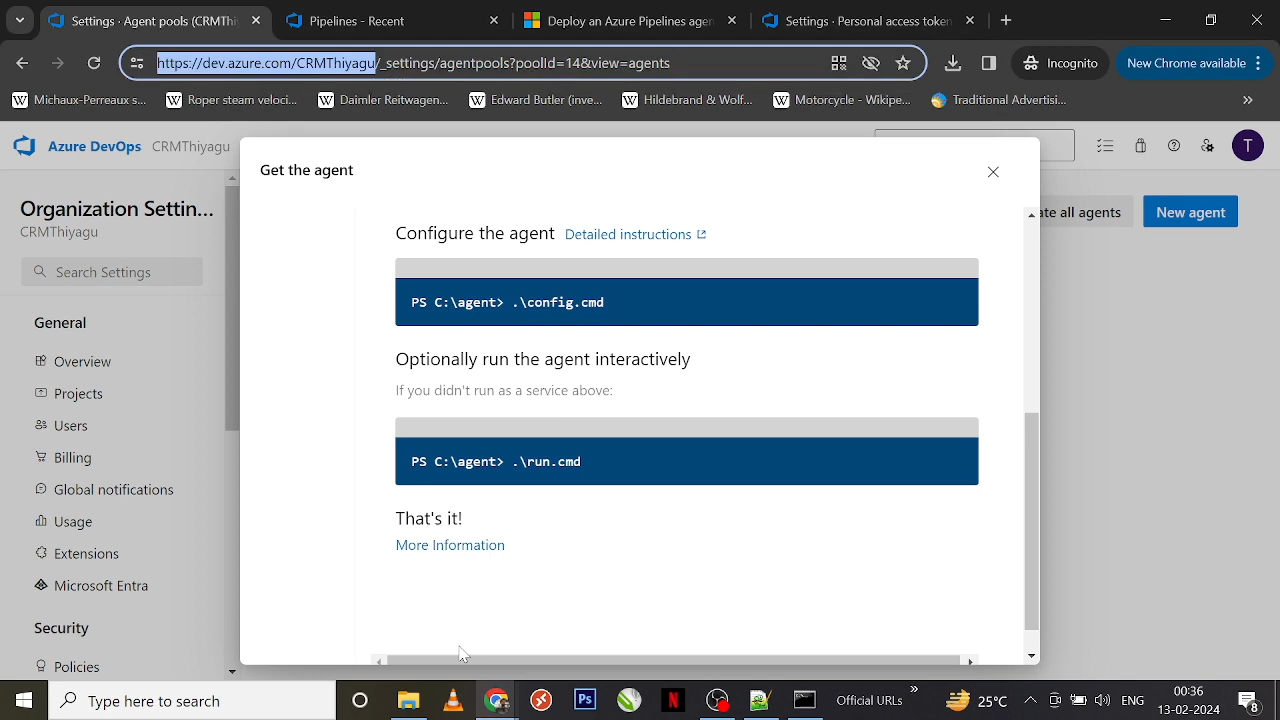 Settings - Agent pools (CRMThi
Pipelines - Recent
Deploy an Azure Pipelines agen
Settings · Personal access token
https://dev.azure.com/CRMThiyagu/_settings/agentpools?poolId=14&view=agents
Incognito
New Chrome available
Michaux-Perreaux s...
Roper steam veloci...
Daimler Reitwagen...
Edward Butler (inve...
Hildebrand & Wolf...
Motorcycle - Wikipe...
Traditional Advertisi...
Azure DevOps
CRMThiyagu
Organization Settin...
CRMThiyagu
Search Settings
General
Overview
Projects
Users
Billing
Global notifications
Usage
Extensions
Microsoft Entra
Security
Policies
Get the agent
ate all agents
New agent
Configure the agent
Detailed instructions
PS C:\agent> .\config.cmd
Optionally run the agent interactively
If you didn't run as a service above:
PS C:\agent> .\run.cmd
That's it!
More Information
Type here to search
Official URLs
25°C
ENG
00:36
13-02-2024
8